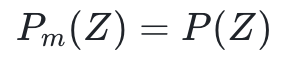 P_m(Z) = P(Z)